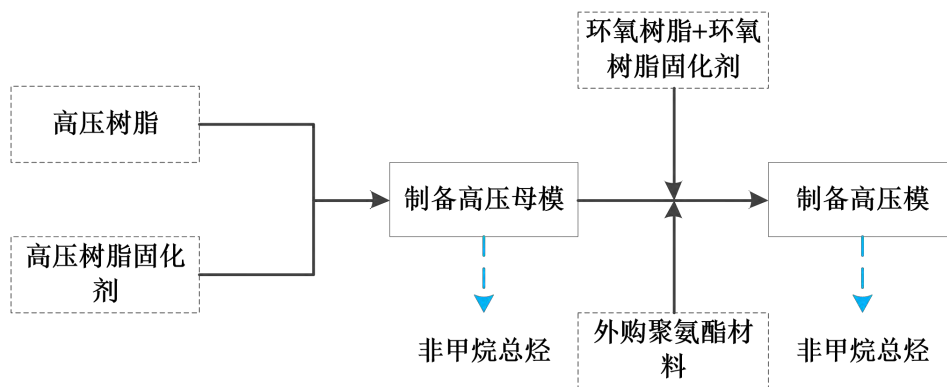 环氧树脂+环氧
树脂固化剂
高压树脂
制备高压母模
制备高压模
高压树脂固化
剂
非甲烷总烃
外购聚氨酯材
料
非甲烷总烃